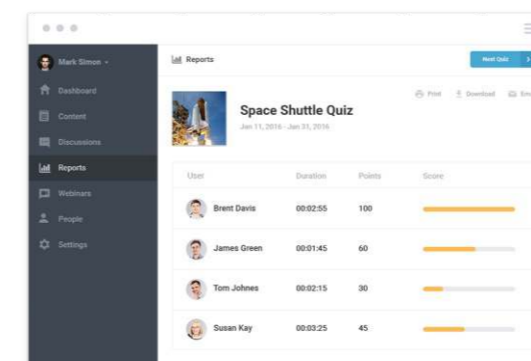 Mark Simon
Reports
Next Quiz
Dashboard
Content
Discussions
Reports
Webinars
People
Settings
Print
Download
Space Shuttle Quiz
Jan 11, 2016 - Jan 31, 2016
User Duration Points Score
Brent Davis 00:02:55 100
James Green 00:01:45 60
Tom Johnes 00:02:15 30
Susan Kay 00:03:25 45